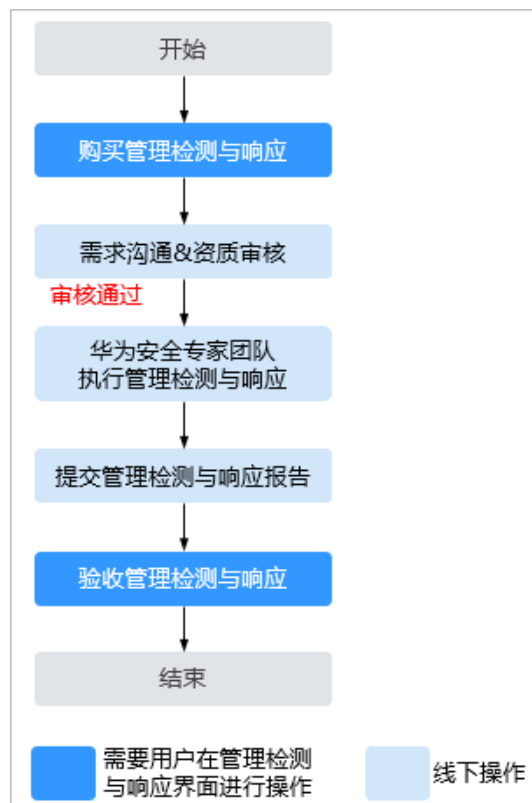 开始
购买管理检测与响应
需求沟通&资质审核
审核通过
华为安全专家团队
执行管理检测与响应
提交管理检测与响应报告
验收管理检测与响应
结束
需要用户在管理检测
与响应界面进行操作
线下操作